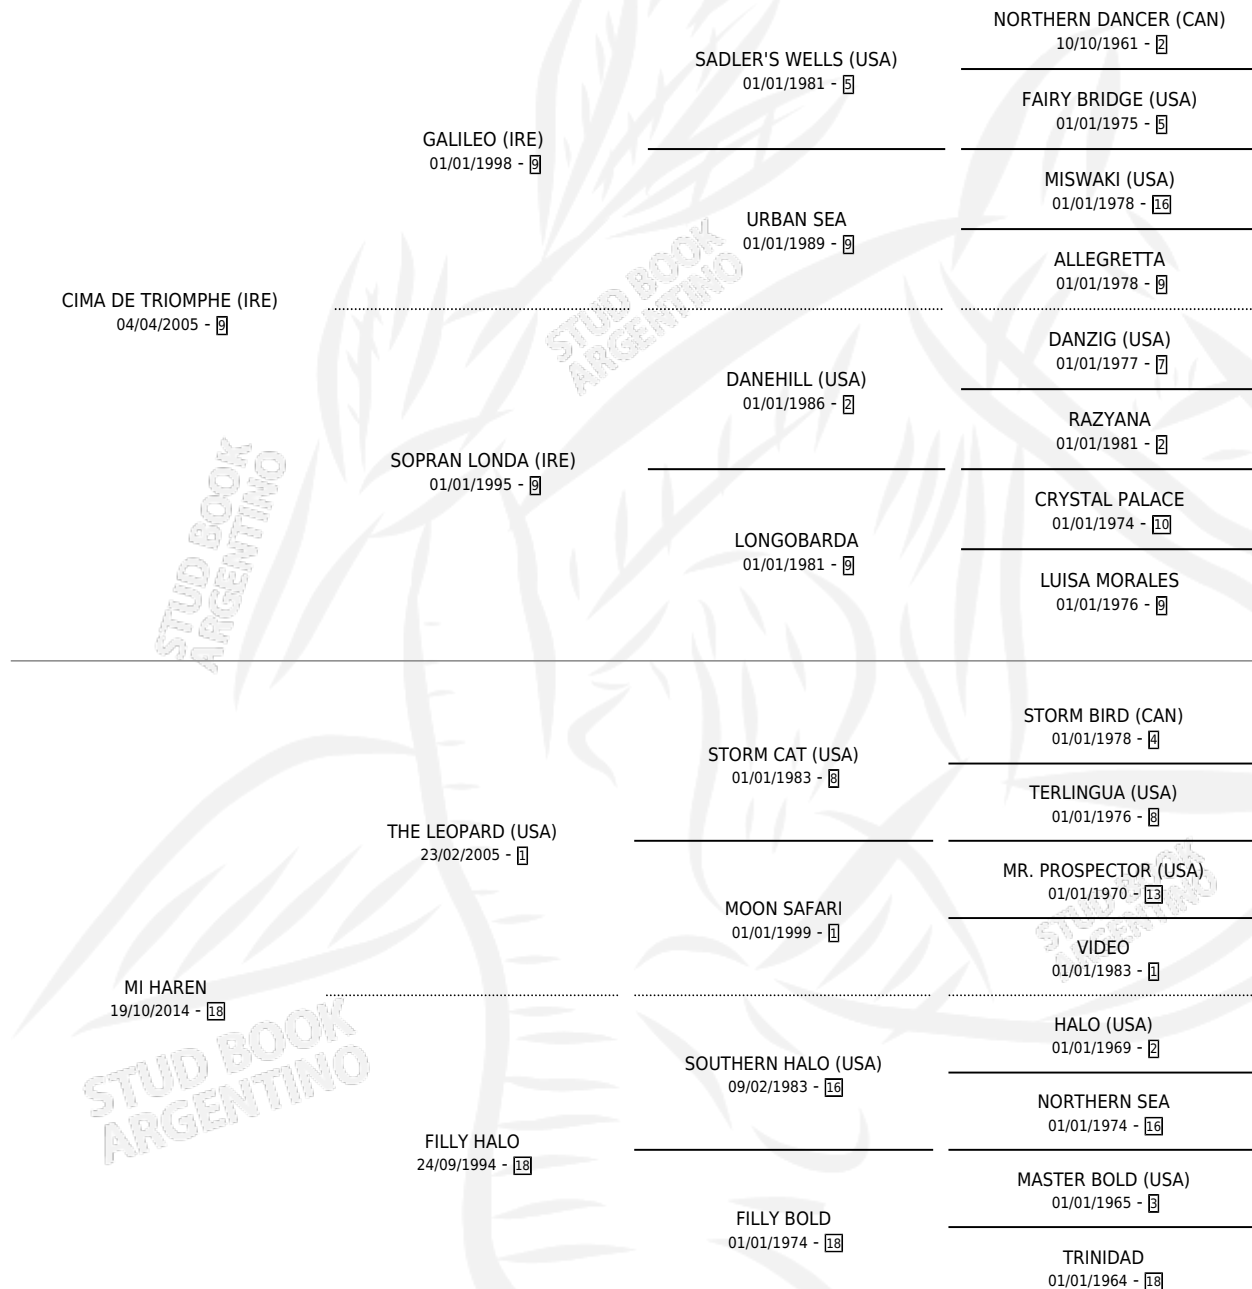 NORTHERN DANCER (CAN)
10/10/1961 - 2
SADLER'S WELLS (USA)
01/01/1981 - 5
FAIRY BRIDGE (USA)
01/01/1975 - 5
GALILEO (IRE)
01/01/1998 - 9
MISWAKI (USA)
01/01/1978 - 16
URBAN SEA
01/01/1989 - 9
ALLEGRETTA
01/01/1978 - 9
CIMA DE TRIOMPHE (IRE)
04/04/2005 - 9
DANZIG (USA)
01/01/1977 - 7
DANEHILL (USA)
01/01/1986 - 2
RAZYANA
01/01/1981 - 2
SOPRAN LONDA (IRE)
01/01/1995 - 9
CRYSTAL PALACE
01/01/1974 - 10
LONGOBARDA
01/01/1981 - 9
LUISA MORALES
01/01/1976 - 9
STORM BIRD (CAN)
01/01/1978 - 4
STORM CAT (USA)
01/01/1983 - 8
TERLINGUA (USA)
01/01/1976 - 8
THE LEOPARD (USA)
23/02/2005 - 1
MR. PROSPECTOR (USA)
01/01/1970 - 13
MOON SAFARI
01/01/1999 - 1
VIDEO
01/01/1983 - 1
MI HAREN
19/10/2014 - 18
HALO (USA)
01/01/1969 - 2
SOUTHERN HALO (USA)
09/02/1983 - 16
NORTHERN SEA
01/01/1974 - 16
FILLY HALO
24/09/1994 - 18
MASTER BOLD (USA)
01/01/1965 - 3
FILLY BOLD
01/01/1974 - 18
TRINIDAD
01/01/1964 - 18
STUD BOOK
ARGENTINO
STUD BOOK
ARGENTINO
STUD BOOK
ARGENTINO
STUD BOOK
ARGENTINO